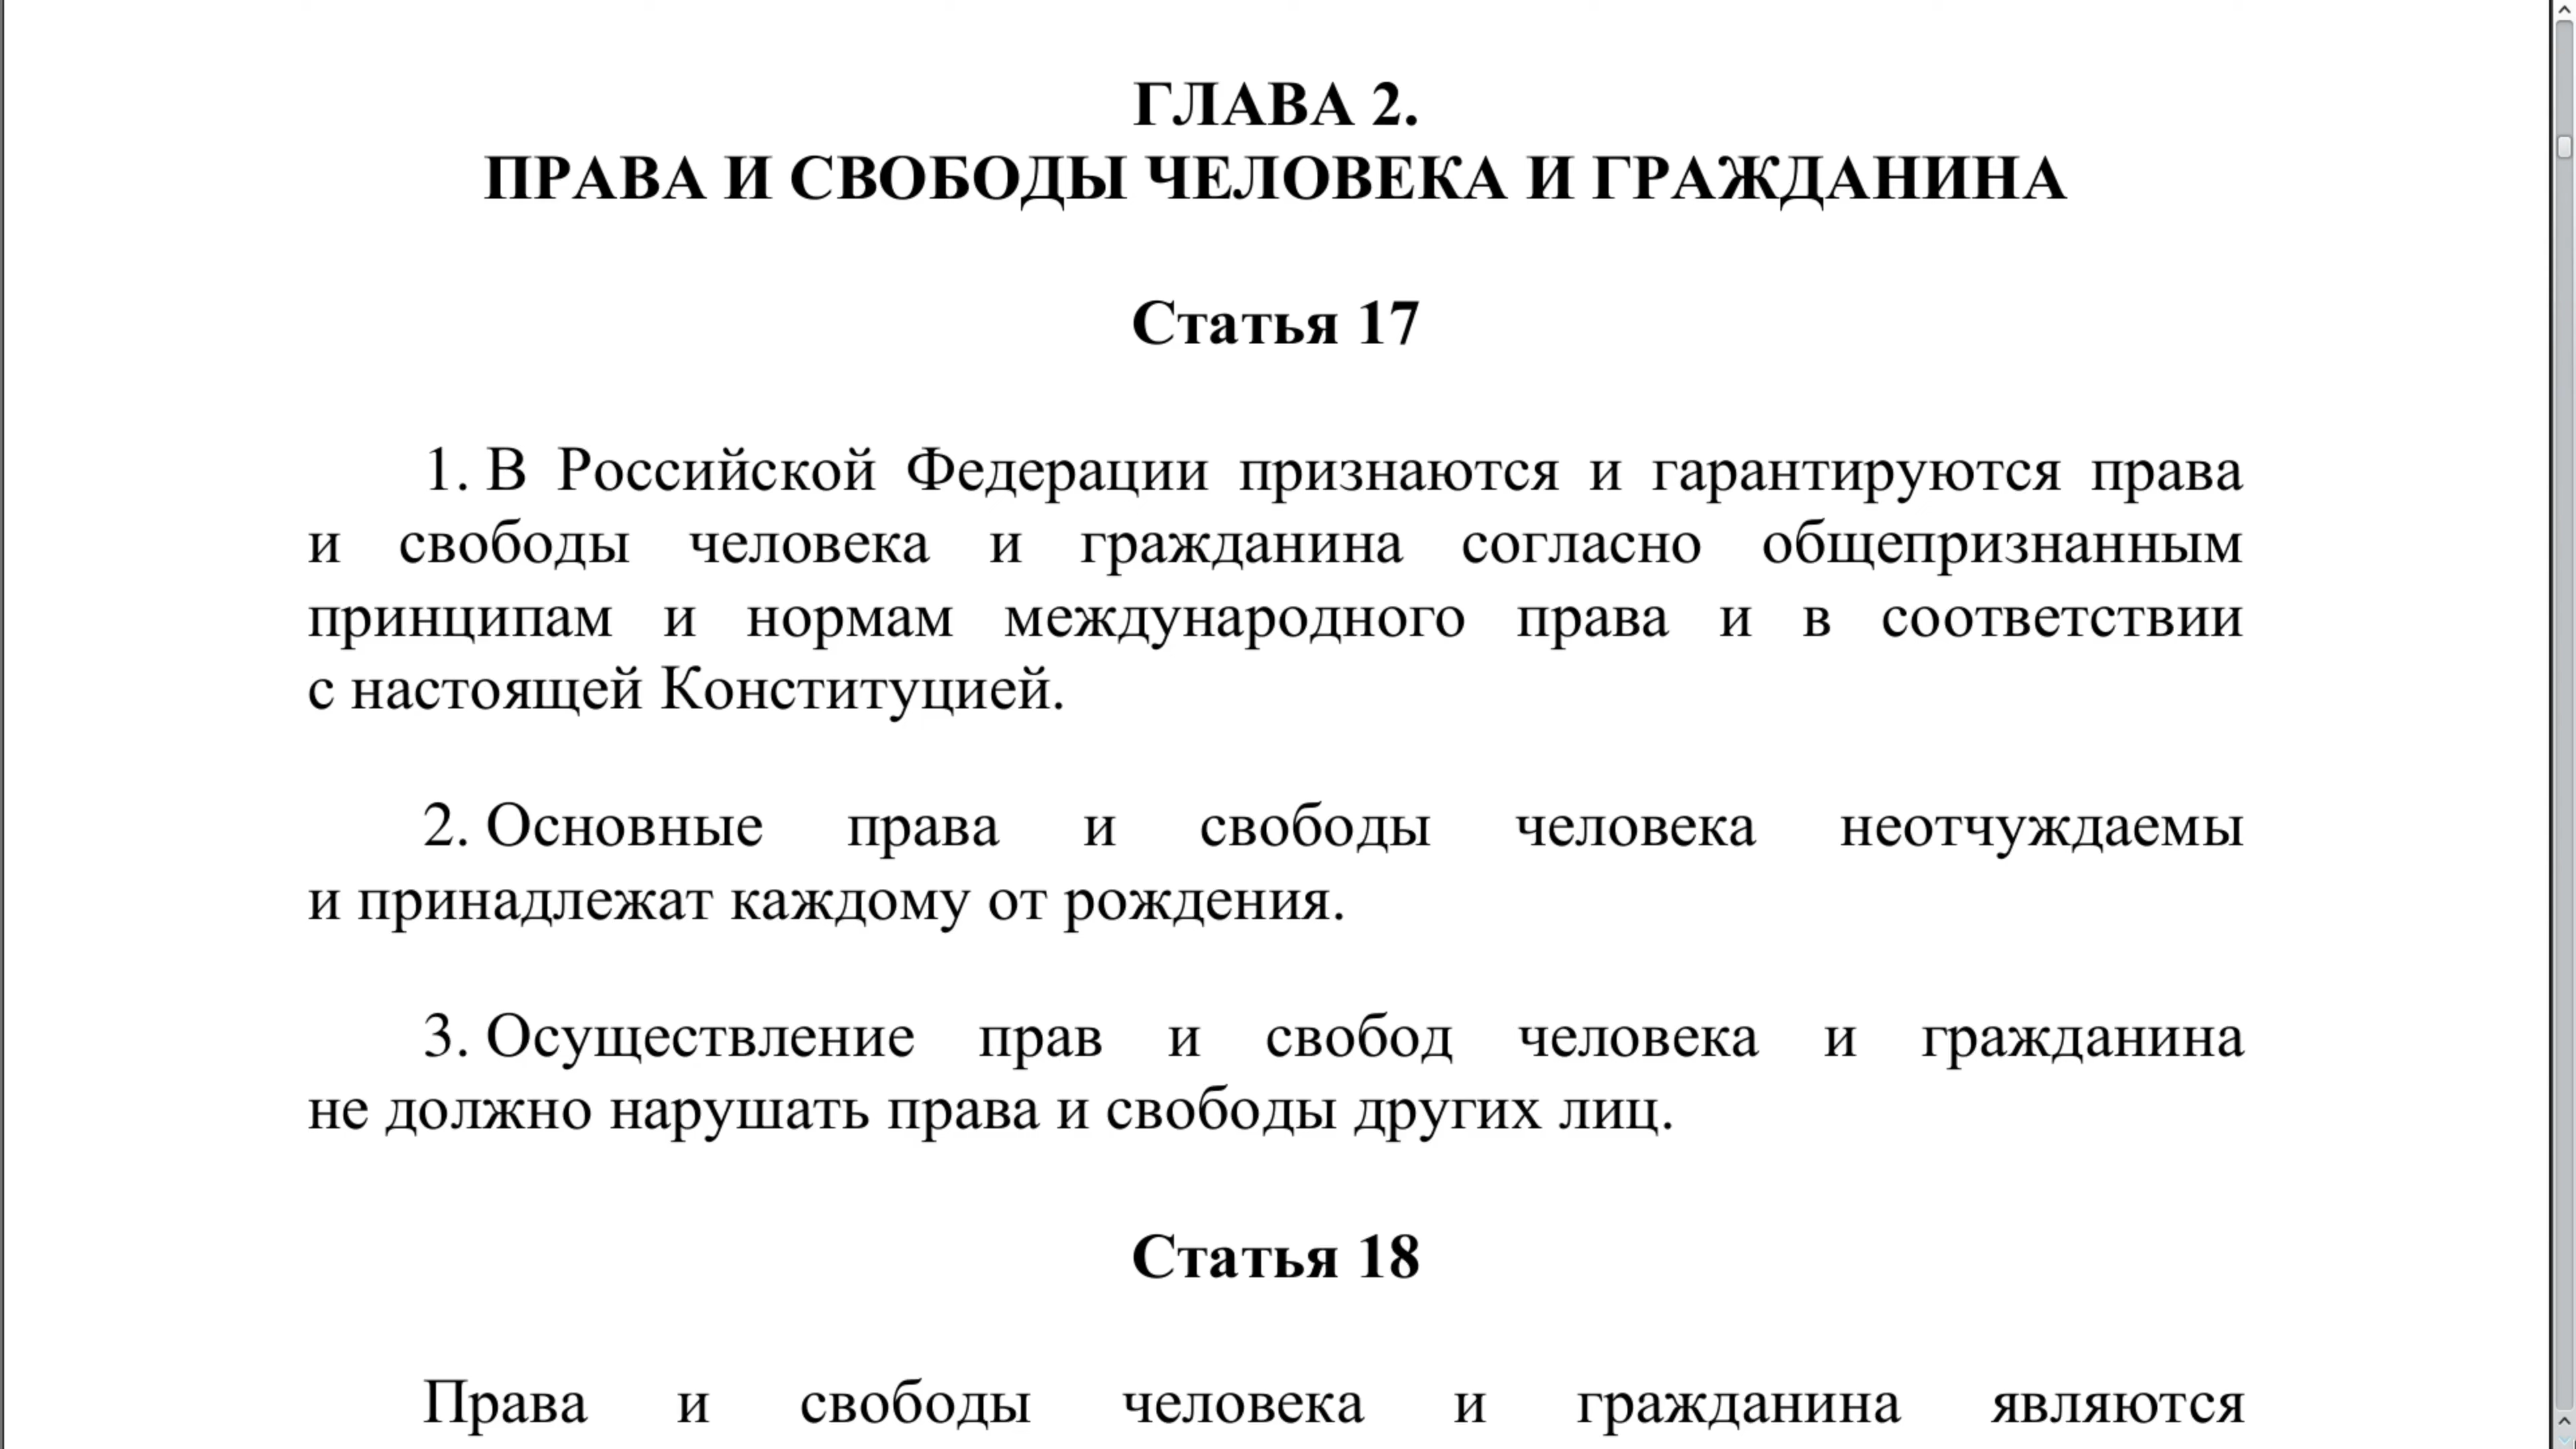 ГЛАВА 2.
ПРАВА И СВОБОДЫ ЧЕЛОВЕКА И ГРАЖДАНИНА
Статья 17
1. В Российской Федерации признаются и гарантируются права
и свободы человека и гражданина согласно общепризнанным
принципам и нормам международного права и в соответствии
с настоящей Конституцией.
2. Основные права и свободы человека неотчуждаемы
и принадлежат каждому от рождения.
3. Осуществление прав и свобод человека и гражданина
не должно нарушать права и свободы других лиц.
Статья 18
Права и свободы человека и гражданина являются